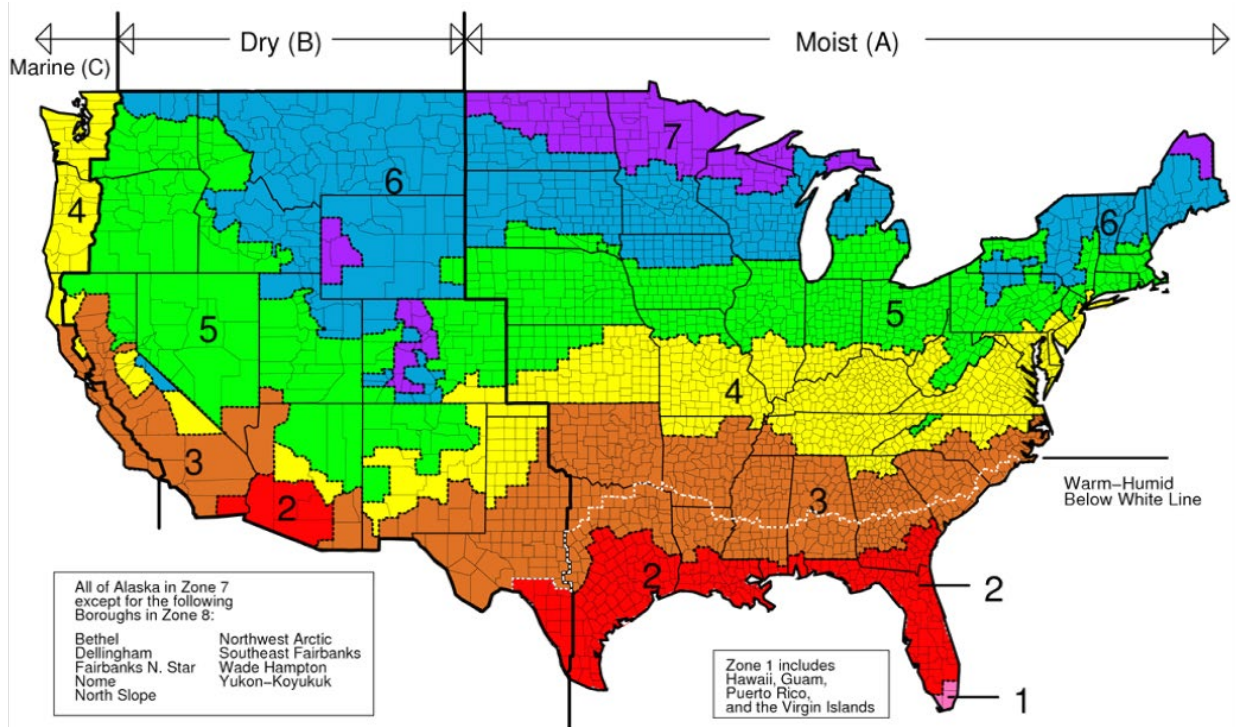 Dry (B)
Moist (A)
Marine (C)
7
6
4
6
5
5
4
3
3
2
2
Warm–Humid
Below White Line
2
1
All of Alaska in Zone 7
except for the following
Boroughs in Zone 8:
Bethel
Dellingham
Fairbanks N. Star
Nome
North Slope
Northwest Arctic
Southeast Fairbanks
Wade Hampton
Yukon–Koyukuk
Zone 1 includes
Hawaii, Guam,
Puerto Rico,
and the Virgin Islands